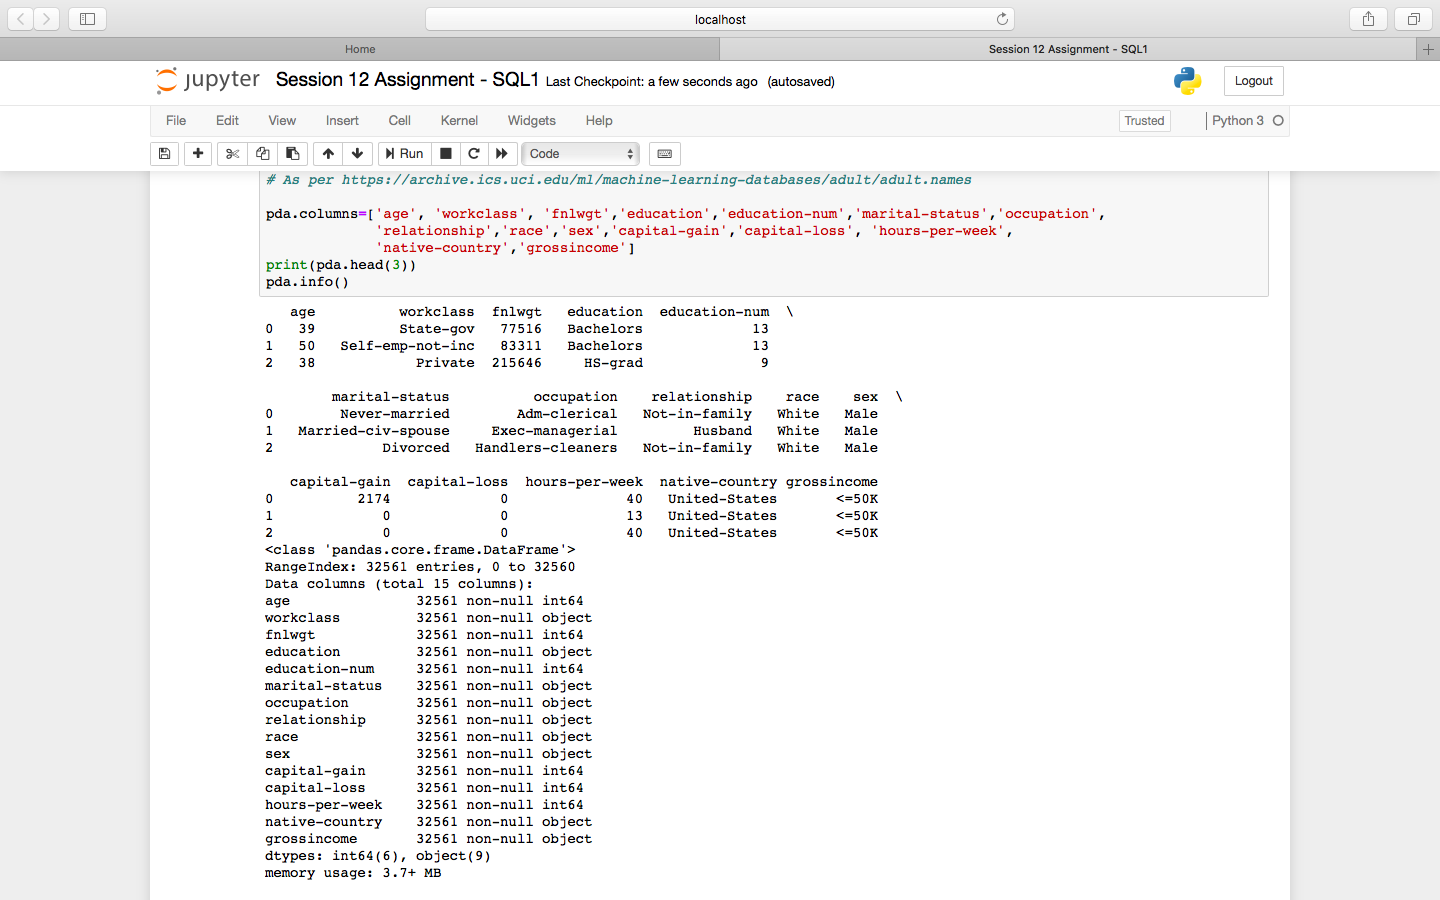 localhost
Home
Session 12 Assignment - SQL1
jupyter Session 12 Assignment - SQL1 Last Checkpoint: a few seconds ago (autosaved)
Logout
File Edit View Insert Cell Kernel Widgets Help
Trusted Python 3
Run Code
# As per https://archive.ics.uci.edu/ml/machine-learning-databases/adult/adult.names
pda.columns=['age', 'workclass', 'fnlwgt','education','education-num','marital-status','occupation',
'relationship','race','sex','capital-gain','capital-loss', 'hours-per-week',
'native-country','grossincome']
print(pda.head(3))
pda.info()
age workclass fnlwgt education education-num \
0 39 State-gov 77516 Bachelors 13
1 50 Self-emp-not-inc 83311 Bachelors 13
2 38 Private 215646 HS-grad 9
marital-status occupation relationship race sex \
0 Never-married Adm-clerical Not-in-family White Male
1 Married-civ-spouse Exec-managerial Husband White Male
2 Divorced Handlers-cleaners Not-in-family White Male
capital-gain capital-loss hours-per-week native-country grossincome
0 2174 0 40 United-States <=50K
1 0 0 13 United-States <=50K
2 0 0 40 United-States <=50K
<class 'pandas.core.frame.DataFrame'>
RangeIndex: 32561 entries, 0 to 32560
Data columns (total 15 columns):
age 32561 non-null int64
workclass 32561 non-null object
fnlwgt 32561 non-null int64
education 32561 non-null object
education-num 32561 non-null int64
marital-status 32561 non-null object
occupation 32561 non-null object
relationship 32561 non-null object
race 32561 non-null object
sex 32561 non-null object
capital-gain 32561 non-null int64
capital-loss 32561 non-null int64
hours-per-week 32561 non-null int64
native-country 32561 non-null object
grossincome 32561 non-null object
dtypes: int64(6), object(9)
memory usage: 3.7+ MB